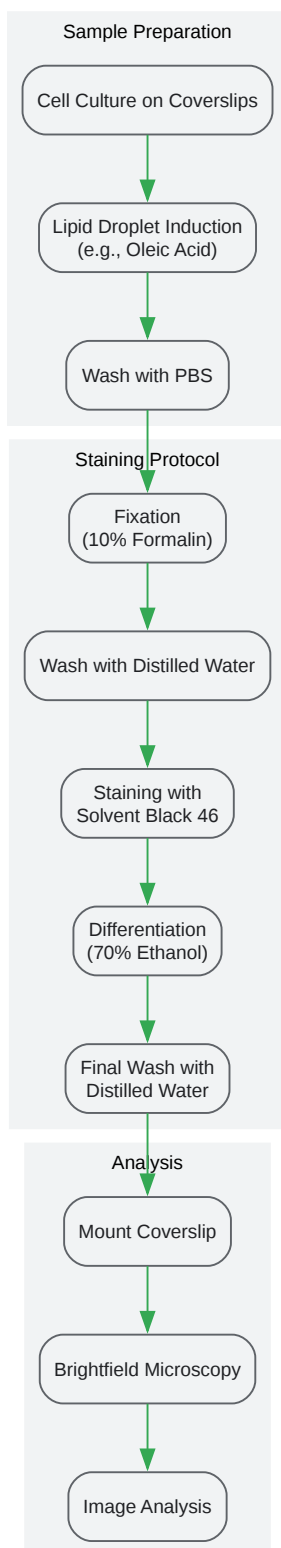 Sample Preparation
Cell Culture on Coverslips
Lipid Droplet Induction
(e.g., Oleic Acid)
Wash with PBS
Staining Protocol
Fixation
(10% Formalin)
Wash with Distilled Water
Staining with
Solvent Black 46
Differentiation
(70% Ethanol)
Final Wash with
Distilled Water
Analysis
Mount Coverslip
Brightfield Microscopy
Image Analysis